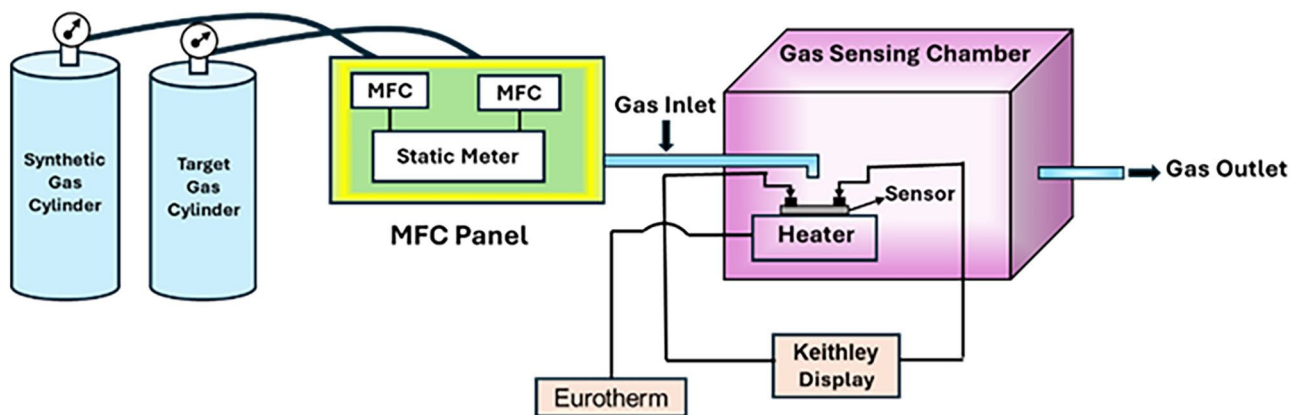 Synthetic
Gas
Cylinder
Target
Gas
Cylinder
MFC
MFC
Static Meter
MFC Panel
Gas Inlet
Gas Sensing Chamber
Gas Outlet
Sensor
Heater
Keithley
Display
Eurotherm